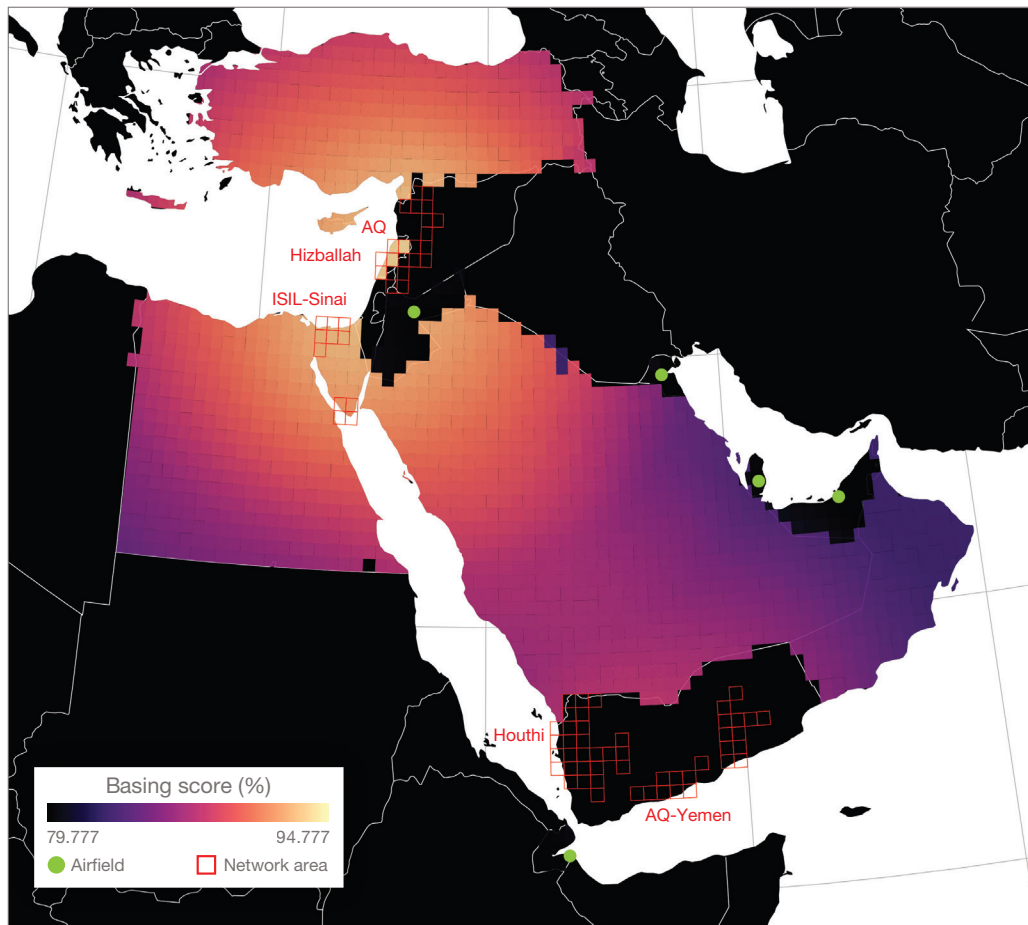 AQ
Hizballah
ISIL-Sinai
Houthi
AQ-Yemen
Basing score (%)
79.777 94.777
Airfield Network area